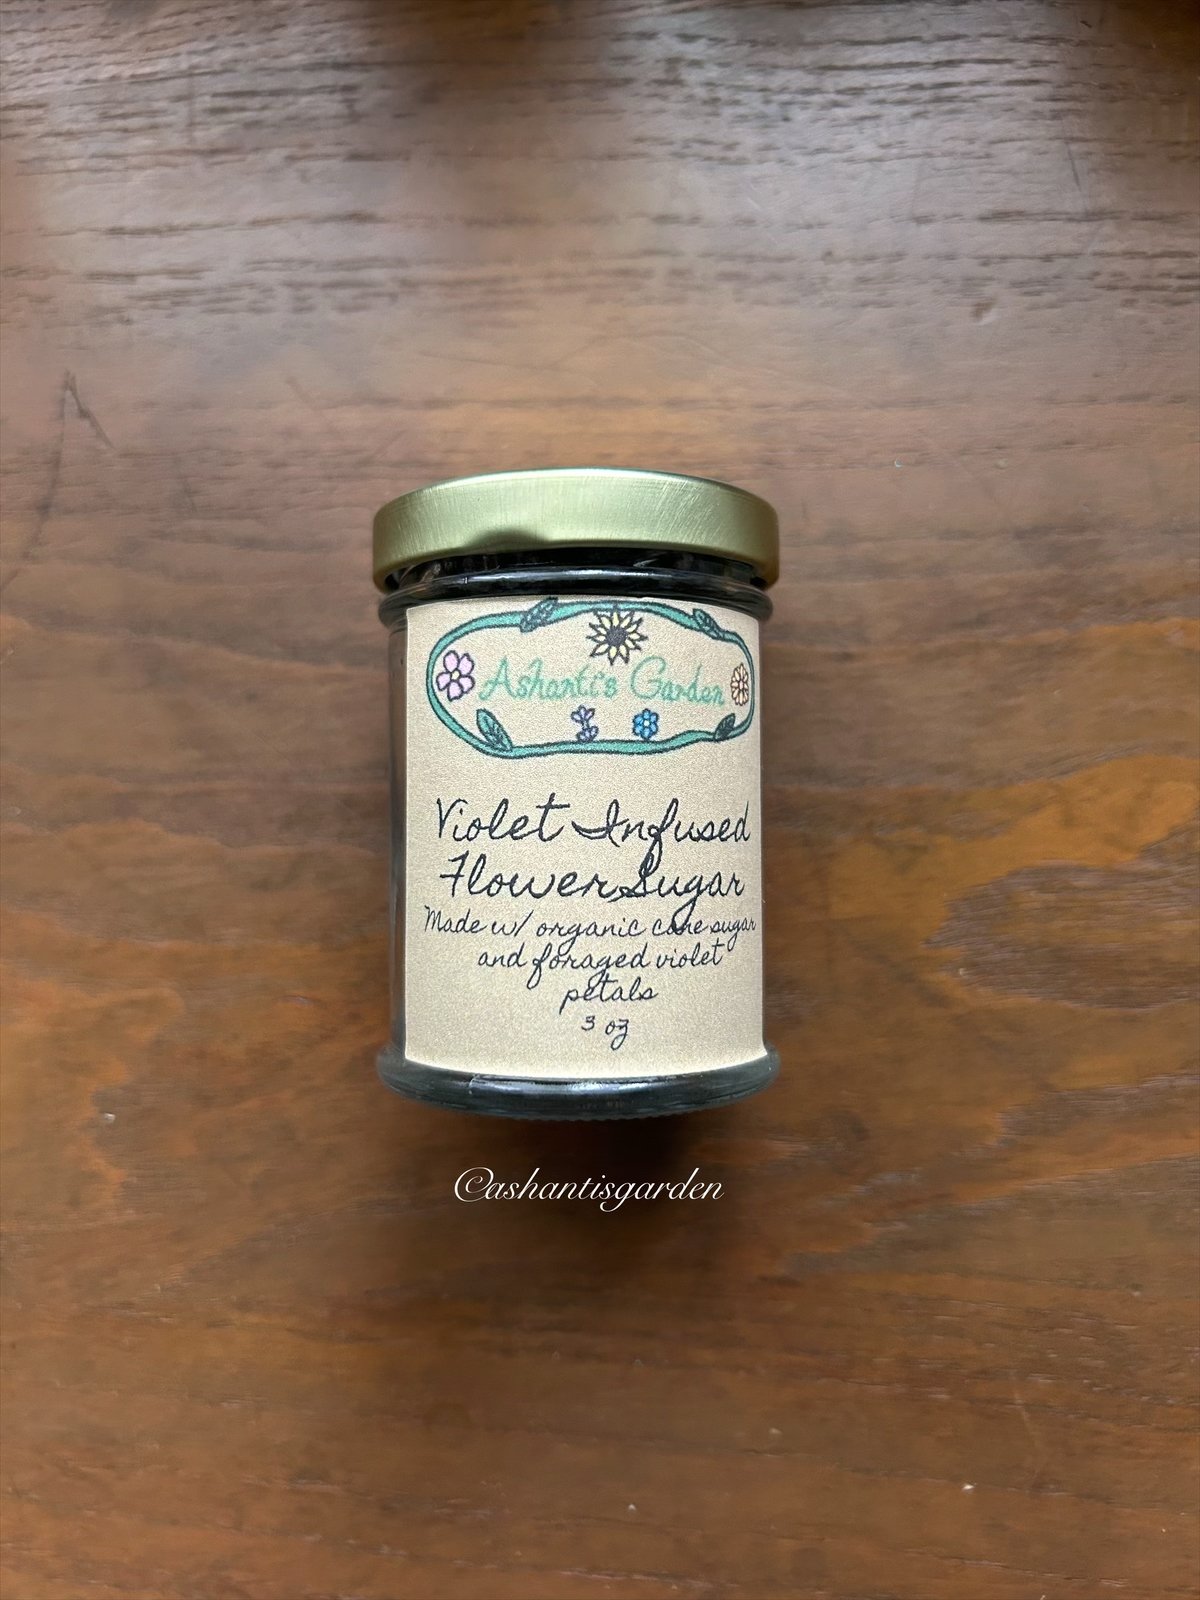 Ashanti's Garden
Violet Infused
Flower Sugar
Made w/ organic cane sugar
and foraged violet
petals
3 oz
@ashantisgarden